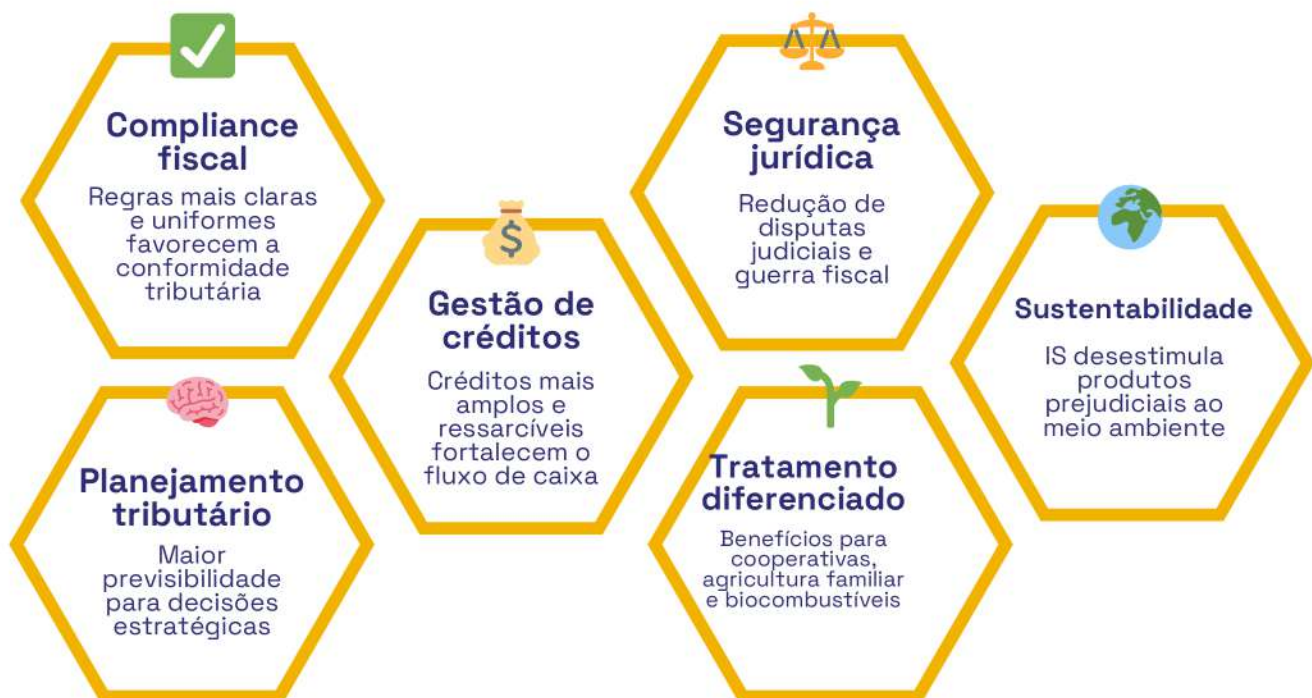 Compliance
fiscal
Regras mais claras
e uniformes
favorecem a
conformidade
tributária
Planejamento
tributário
Maior
previsibilidade
para decisões
estratégicas
$
Gestão de
créditos
Créditos mais
amplos e
ressarcíveis
fortalecem o
fluxo de caixa
Segurança
jurídica
Redução de
disputas
judiciais e
guerra fiscal
Tratamento
diferenciado
Benefícios para
cooperativas,
agricultura familiar
e biocombustíveis
Sustentabilidade
IS desestimula
produtos
prejudiciais ao
meio ambiente